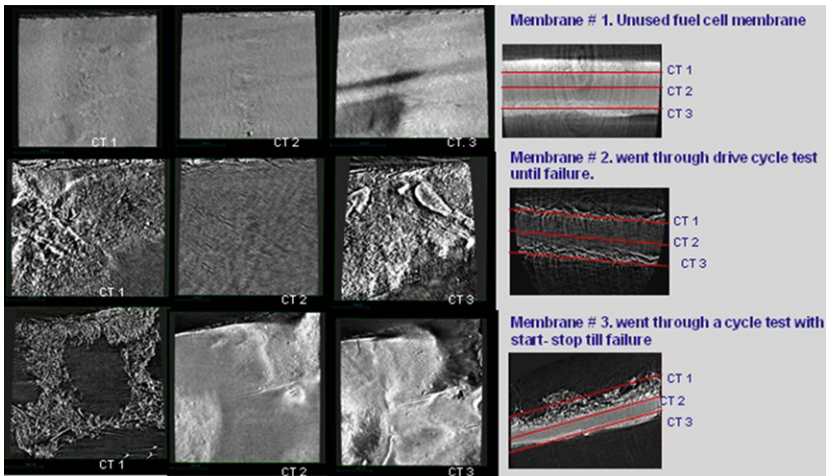 Membrane # 1. Unused fuel cell membrane
CT 1
CT 2
CT. 3
CT 1
CT 2
CT 3
Membrane # 2. went through drive cycle test
until failure.
CT 1
CT 2
CT 3
CT 1
CT 2
CT 3
Membrane # 3. went through a cycle test with
start- stop till failure
CT 1
CT 2
CT 3
CT 1
CT 2
CT 3